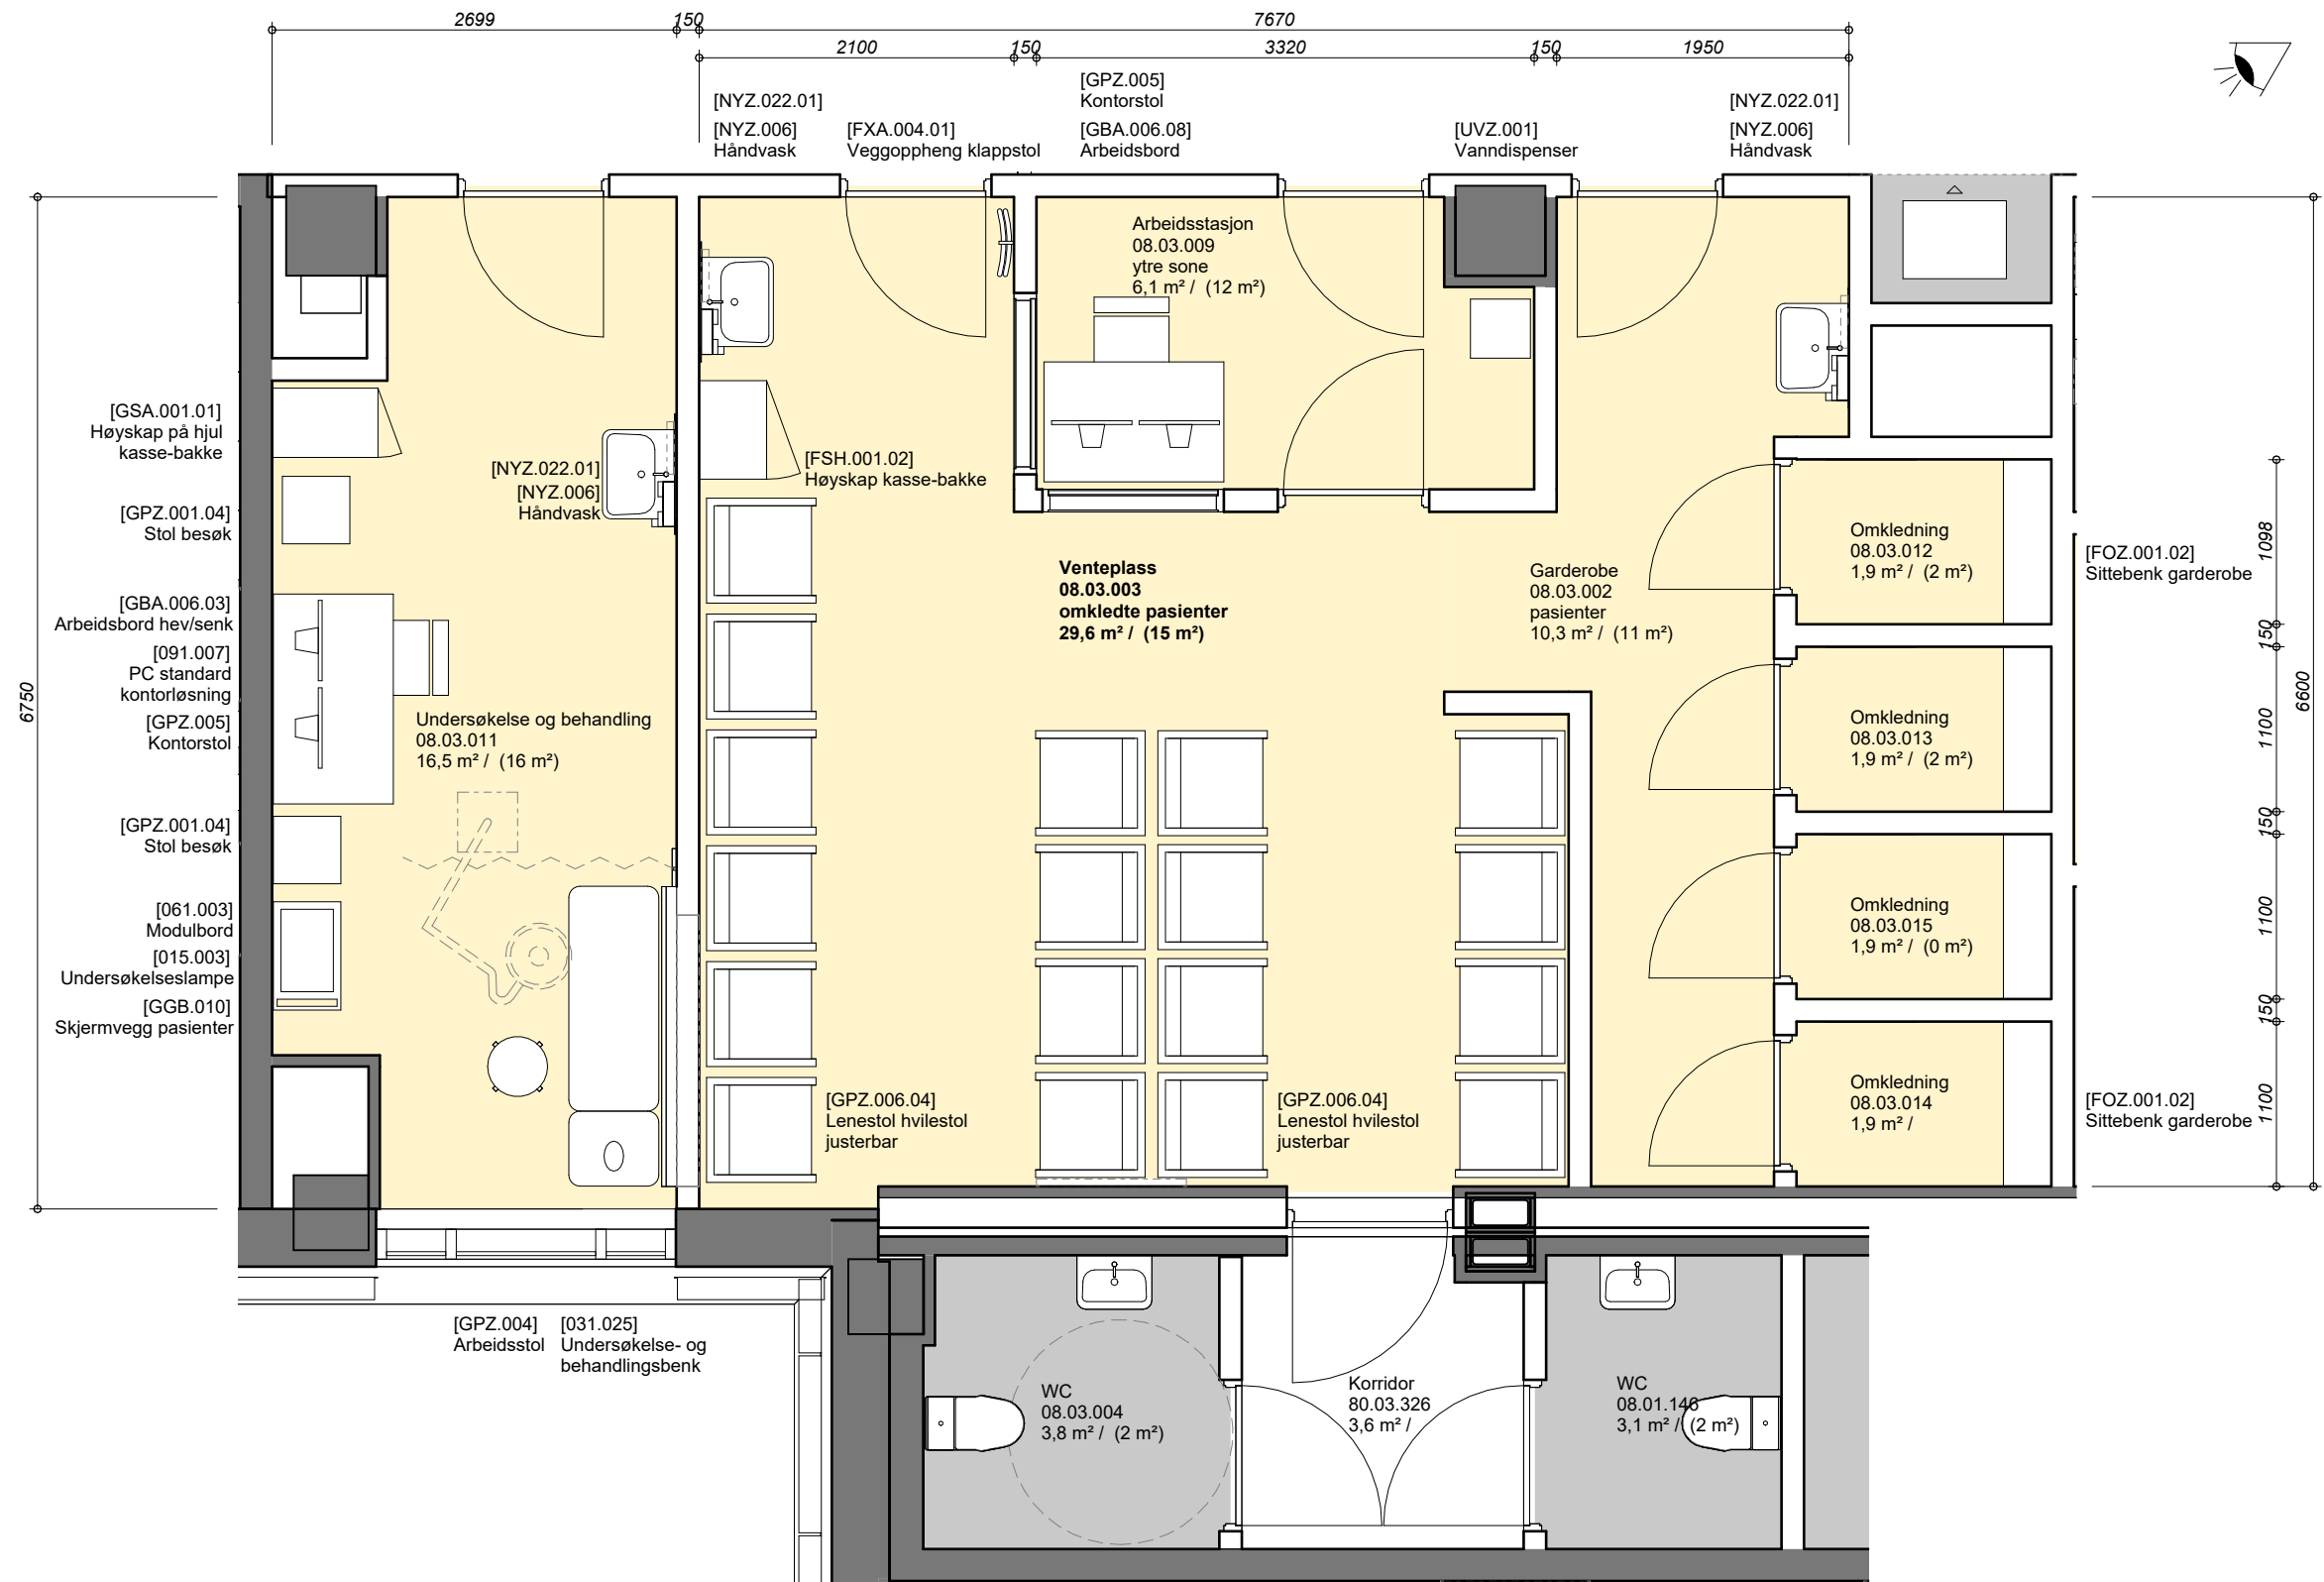 2699
150
7670
2100
150
3320
150
1950
[NYZ.022.01]
[NYZ.006]
Håndvask
[FXA.004.01]
Veggoppheng klappstol
[GPZ.005]
Kontorstol
[GBA.006.08]
Arbeidsbord
[UVZ.001]
Vanndispenser
[NYZ.022.01]
[NYZ.006]
Håndvask
Arbeidsstasjon
08.03.009
ytre sone
6,1 m² / (12 m²)
[GSA.001.01]
Høyskap på hjul
kasse-bakke
[NYZ.022.01]
[NYZ.006]
Håndvask
[FSH.001.02]
Høyskap kasse-bakke
[GPZ.001.04]
Stol besøk
[GBA.006.03]
Arbeidsbord hev/senk
[091.007]
PC standard
kontorløsning
[GPZ.005]
Kontorstol
6750
Undersøkelse og behandling
08.03.011
16,5 m² / (16 m²)
[GPZ.001.04]
Stol besøk
[061.003]
Modulbord
[015.003]
Undersøkelseslampe
[GGB.010]
Skjermvegg pasienter
Venteplass
08.03.003
omkledte pasienter
29,6 m² / (15 m²)
Garderobe
08.03.002
pasienter
10,3 m² / (11 m²)
Omkledning
08.03.012
1,9 m² / (2 m²)
Omkledning
08.03.013
1,9 m² / (2 m²)
Omkledning
08.03.015
1,9 m² / (0 m²)
Omkledning
08.03.014
1,9 m² /
[FOZ.001.02]
Sittebenk garderobe
[FOZ.001.02]
Sittebenk garderobe
1098
150
1100
150
1100
150
1100
6600
[GPZ.006.04]
Lenestol hvilestol
justerbar
[GPZ.006.04]
Lenestol hvilestol
justerbar
[GPZ.004]
Arbeidsstol
[031.025]
Undersøkelse- og
behandlingsbenk
WC
08.03.004
3,8 m² / (2 m²)
Korridor
80.03.326
3,6 m² /
WC
08.01.146
3,1 m² / (2 m²)